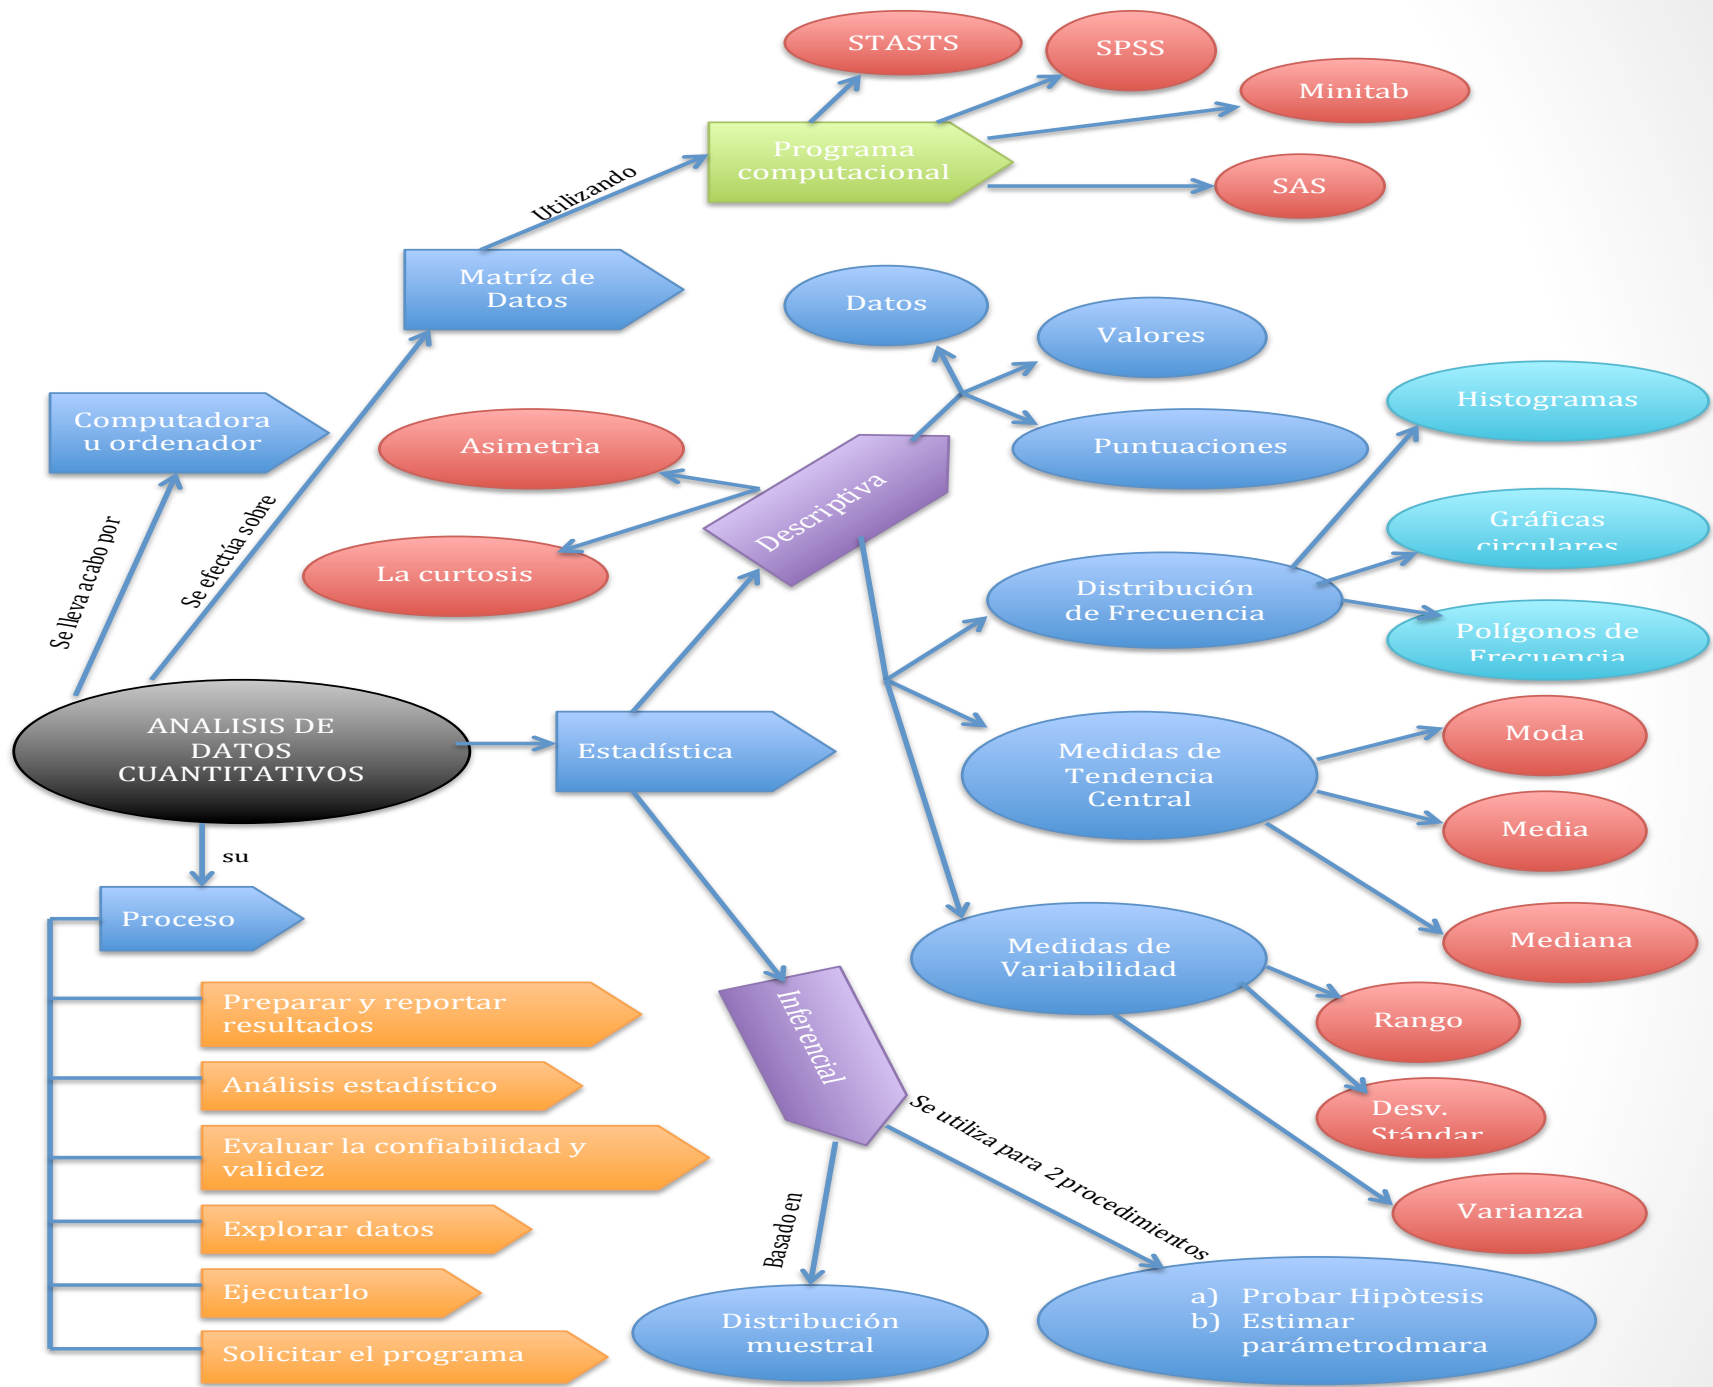 STASTS
SPSS
Minitab
Programa
computacional
SAS
Utilizando
Matríz de
Datos
Datos
Valores
Puntuaciones
Histogramas
Computadora
u ordenador
Asimetrìa
Descriptiva
Gráficas
circulares
La curtosis
Distribución
de Frecuencia
Polígonos de
Frecuencia
Se lleva acabo por
Se efectúa sobre
ANALISIS DE
DATOS
CUANTITATIVOS
Estadística
Medidas de
Tendencia
Central
Moda
Media
Mediana
su
Proceso
Medidas de
Variabilidad
Rango
Desv.
Stándar
Varianza
Preparar y reportar
resultados
Análisis estadístico
Evaluar la confiabilidad y
validez
Explorar datos
Ejecutarlo
Solicitar el programa
Inferencial
Basado en
Se utiliza para 2 procedimientos
Distribución
muestral
a) Probar Hipòtesis
b) Estimar
parámetrodmara